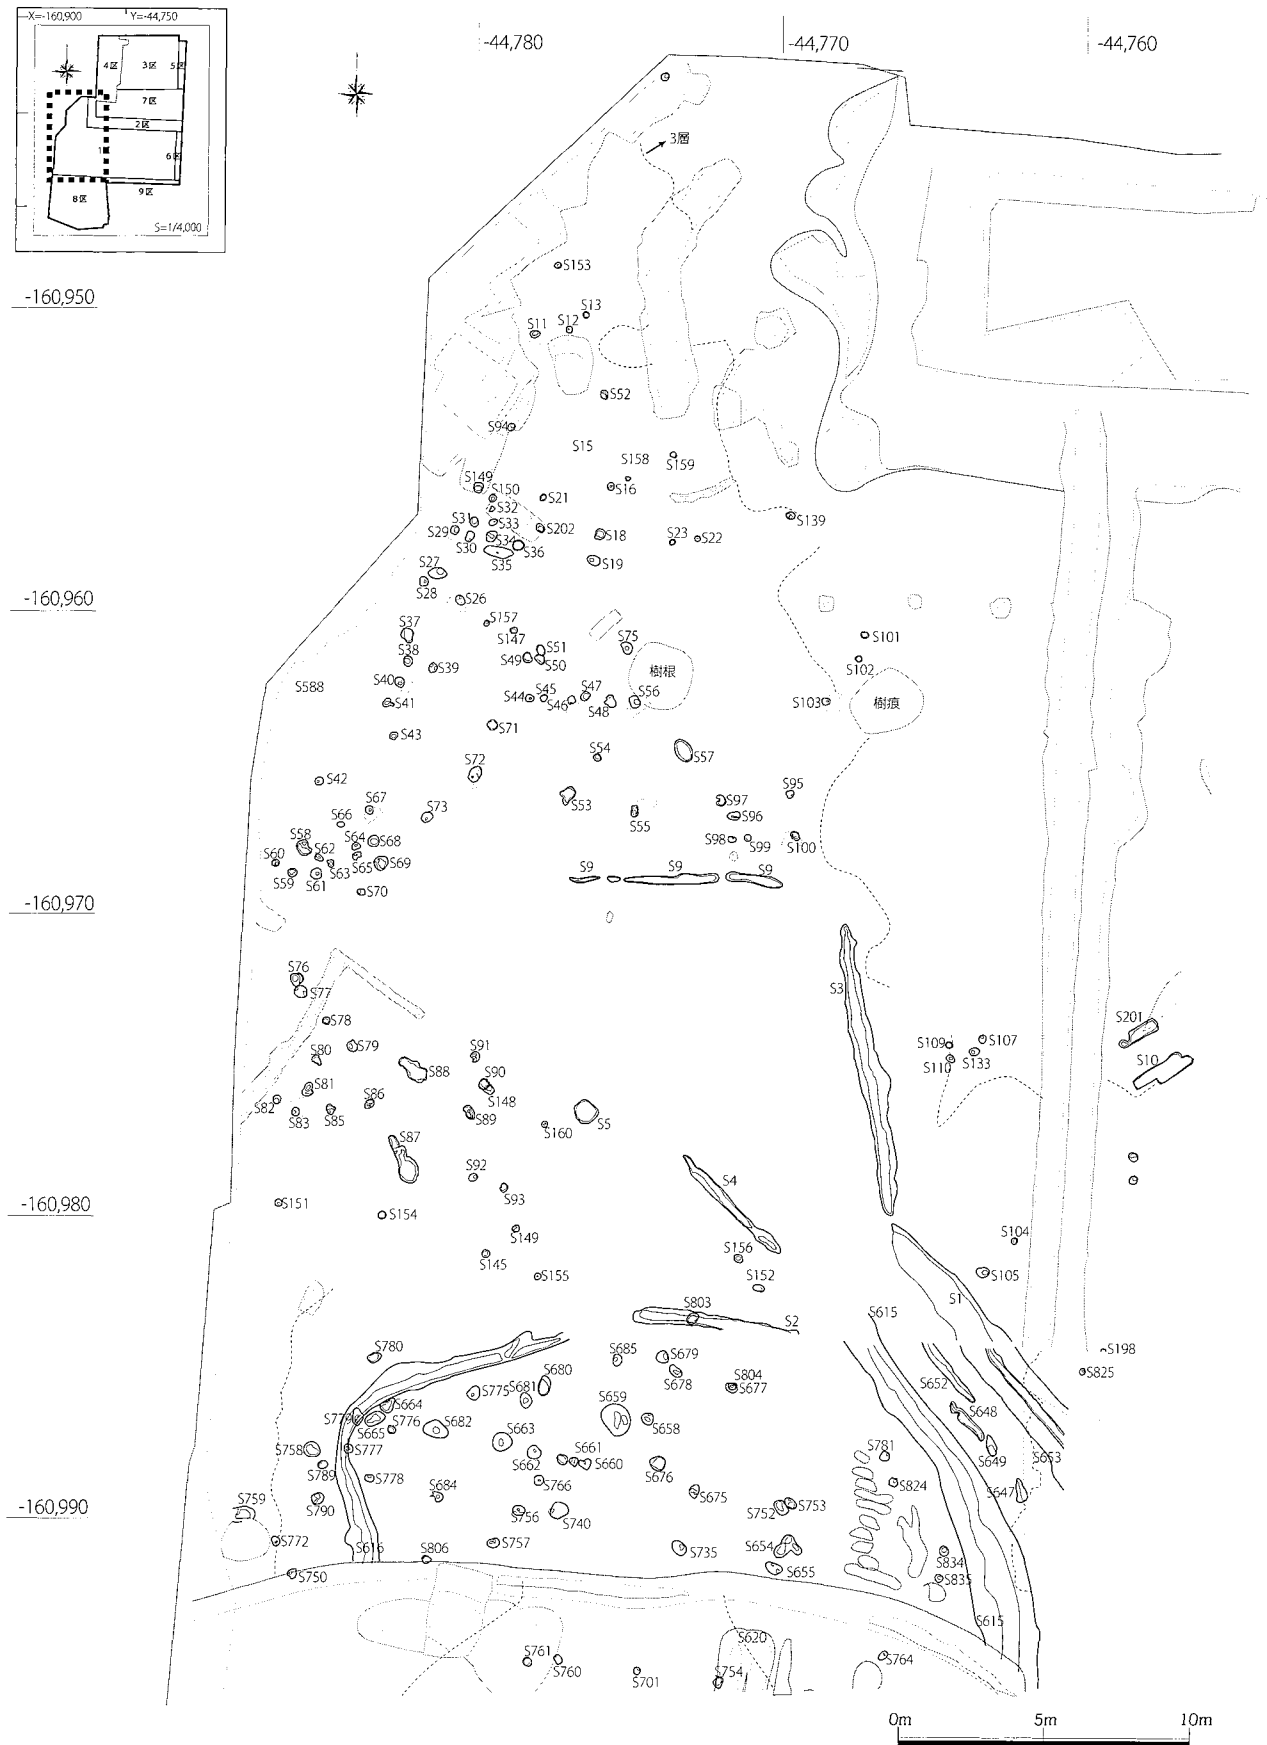 X=-160,900 Y=-44,750
4区 3区 5区
7区
2区
1 6区
9区
8区
S=1/4,000
-44,780 -44,770 -44,760
3層
S153
-160,950
S13
S11 S12
S52
S94
S15
S158 S159
S149
S150 S21 S16
S32
S31 S33 S139
S29 S202 S18 S23 S22
S30 S34 S36
S35 S19
S27
S28
-160,960
S26
S37 S157
S147 S51 S75 S101
S38 S49 S50 S102
S39 樹根
S40
S588 S45 S47 S56
S41 S44 S46 S48 S103 樹痕
S71
S43
S54 S57
S72
S42 S95
S67 S53 S97
S66 S73 S55 S96
S58 S64 S68 S98 S99 S100
S60 S62
S65 S69
S59 S61 S63 S9 S9 S9
S70
-160,970
S76
S77 S3
S78 S201
S109 S107
S80 S79 S91
S110 S133 S10
S88 S90
S81
S82 S86 S148
S83 S85 S89 S5
S160
S87
S92 S4
S93
-160,980
S151 S154
S149 S104
S145 S156
S155 S152 S105
S1
S803 S615
S2
S780 S685 S679 S198
S680 S804 S825
S775 S681 S678 S677 S652
S664 S659
S779 S776 S682 S658 S648
S665 S663
S758 S777 S661 S781 S649 S653
S789 S662 S660 S676
S778 S766 S824 S647
S790 S684 S675
S759 S752 S753
-160,990
S756 S740
S772 S757 S654
S616 S806 S735 S834
S750 S655 S835
S615
S620
S761
S760 S764
S701 S754
0m 5m 10m